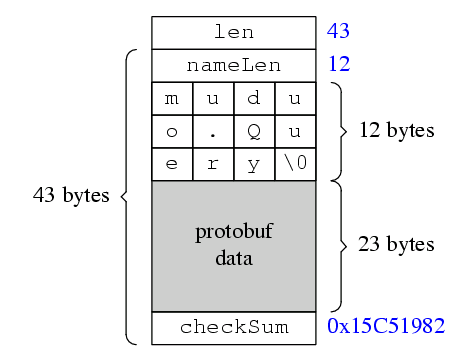 len 43
nameLen 12
m u d u
o . Q u
e r y \0
12 bytes
43 bytes
protobuf
data
23 bytes
checkSum 0x15C51982